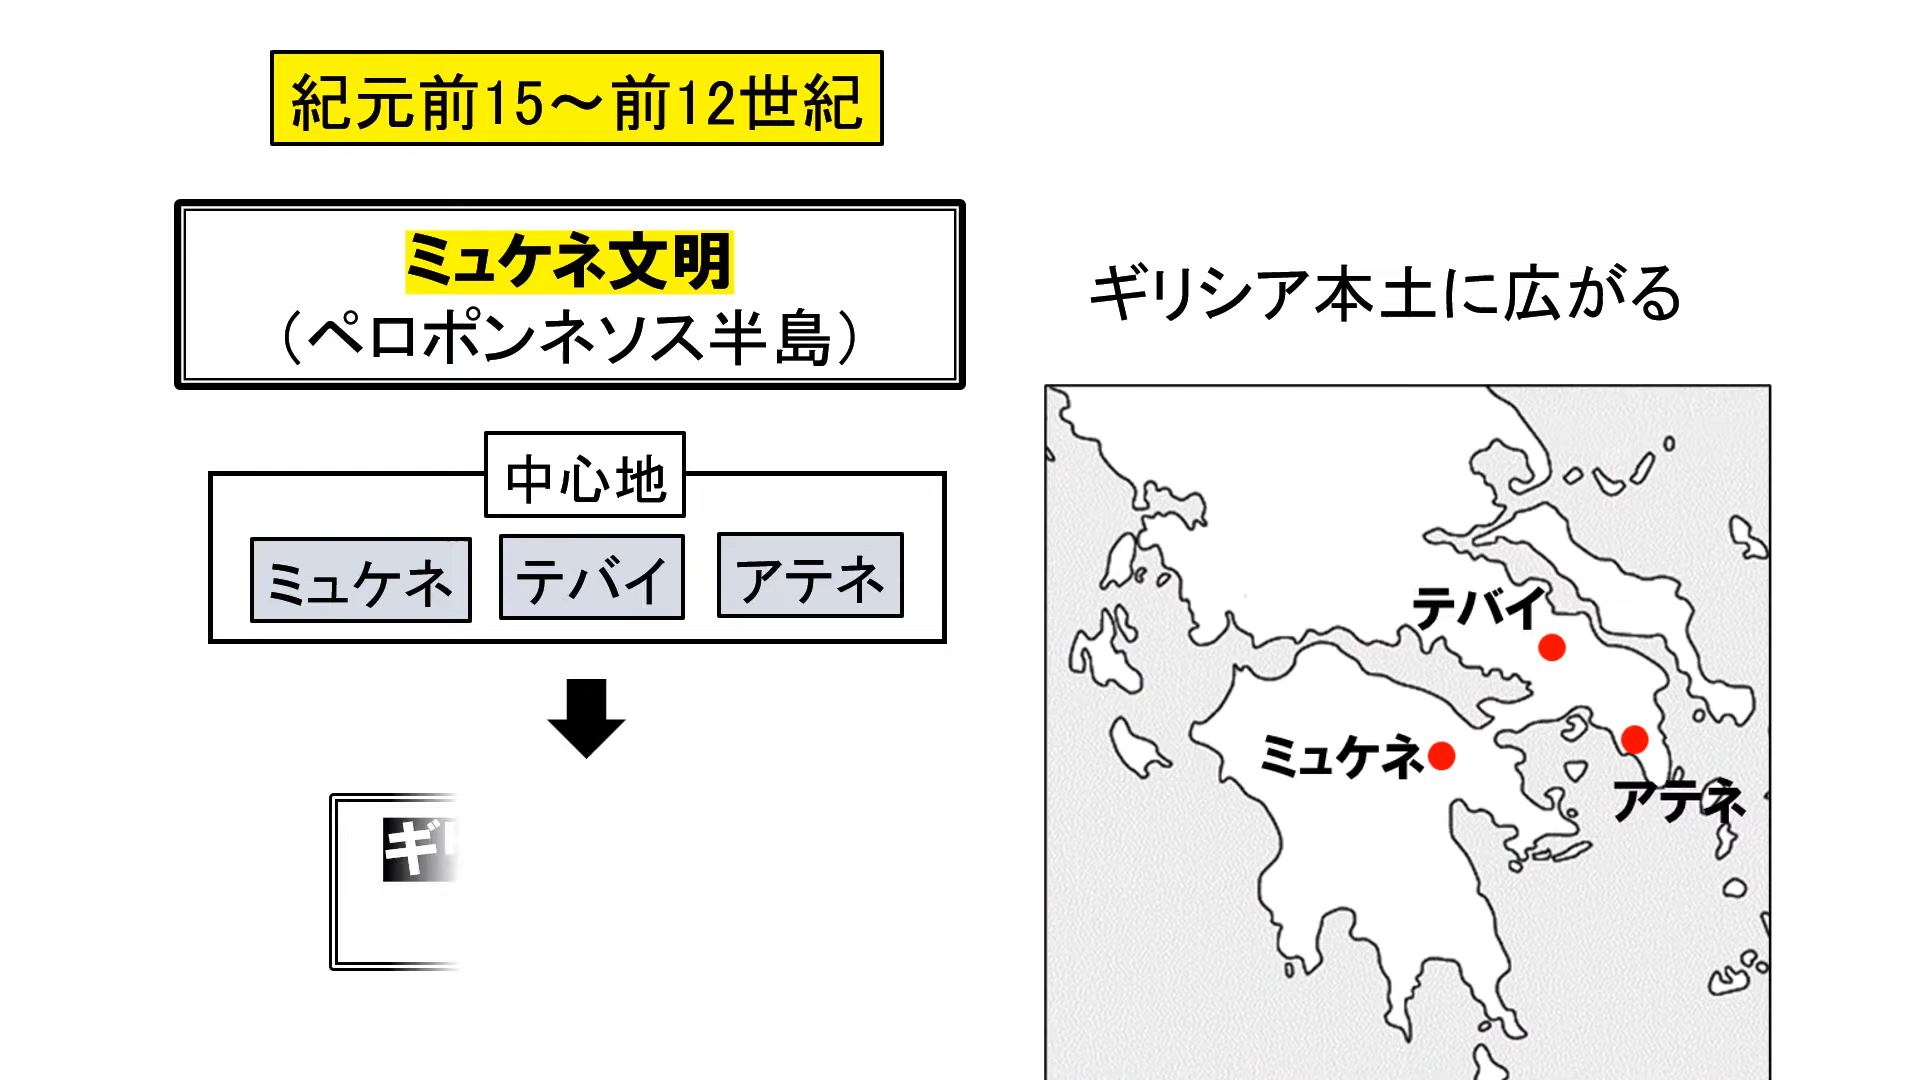 紀元前15～前12世紀
ミュケネ文明
（ペロポンネソス半島）
中心地
ミュケネ
テバイ
アテネ
ギリシア本土に広がる
テバイ
ミュケネ
アテネ
ギ